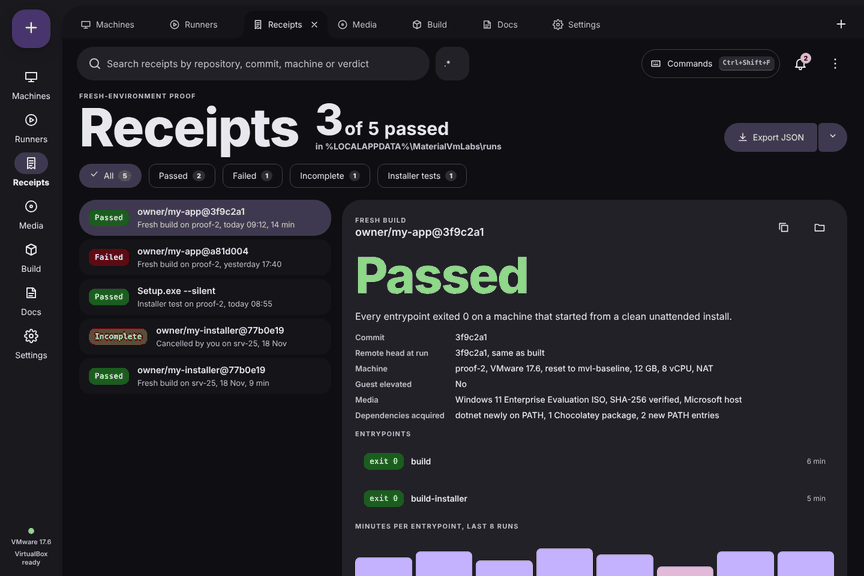 Machines
Runners
Receipts
Media
Build
Docs
Settings
Search receipts by repository, commit, machine or verdict
.*
Commands Ctrl+Shift+F
2
Machines
Runners
Receipts
Media
Build
Docs
Settings
VMware 17.6
VirtualBox
ready
FRESH-ENVIRONMENT PROOF
Receipts
3 of 5 passed
in %LOCALAPPDATA%\MaterialVmLabs\runs
Export JSON
All 5
Passed 2
Failed 1
Incomplete 1
Installer tests 1
Passed
owner/my-app@3f9c2a1
Fresh build on proof-2, today 09:12, 14 min
Failed
owner/my-app@a81d004
Fresh build on proof-2, yesterday 17:40
Passed
Setup.exe --silent
Installer test on proof-2, today 08:55
Incomplete
owner/my-installer@77b0e19
Cancelled by you on srv-25, 18 Nov
Passed
owner/my-installer@77b0e19
Fresh build on srv-25, 18 Nov, 9 min
FRESH BUILD
owner/my-app@3f9c2a1
Passed
Every entrypoint exited 0 on a machine that started from a clean unattended install.
Commit 3f9c2a1
Remote head at run 3f9c2a1, same as built
Machine proof-2, VMware 17.6, reset to mvl-baseline, 12 GB, 8 vCPU, NAT
Guest elevated No
Media Windows 11 Enterprise Evaluation ISO, SHA-256 verified, Microsoft host
Dependencies acquired dotnet newly on PATH, 1 Chocolatey package, 2 new PATH entries
ENTRYPOINTS
exit 0 build 6 min
exit 0 build-installer 5 min
MINUTES PER ENTRYPOINT, LAST 8 RUNS